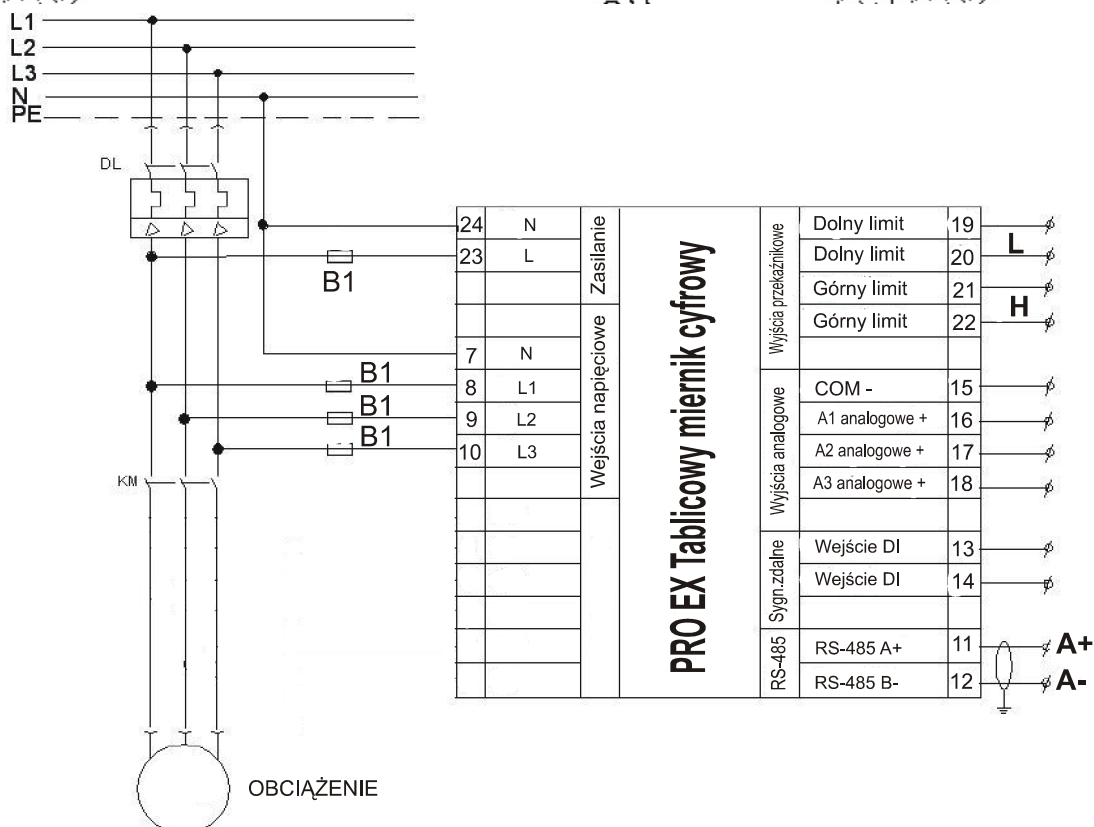 L1
L2
L3
N
PE
DL
B1
B1
B1
B1
KM
OBCIĄŻENIE
24 N
23 L
7 N
8 L1
9 L2
10 L3
Zasilanie
Wejścia napięciowe
PRO EX Tablicowy miernik cyfrowy
Wyjścia przekaźnikowe
Dolny limit 19
Dolny limit 20
L
Górny limit 21
Górny limit 22
H
Wyjścia analogowe
COM - 15
A1 analogowe + 16
A2 analogowe + 17
A3 analogowe + 18
Sygn.zdalne
Wejście DI 13
Wejście DI 14
RS-485
RS-485 A+ 11 A+
RS-485 B- 12 A-